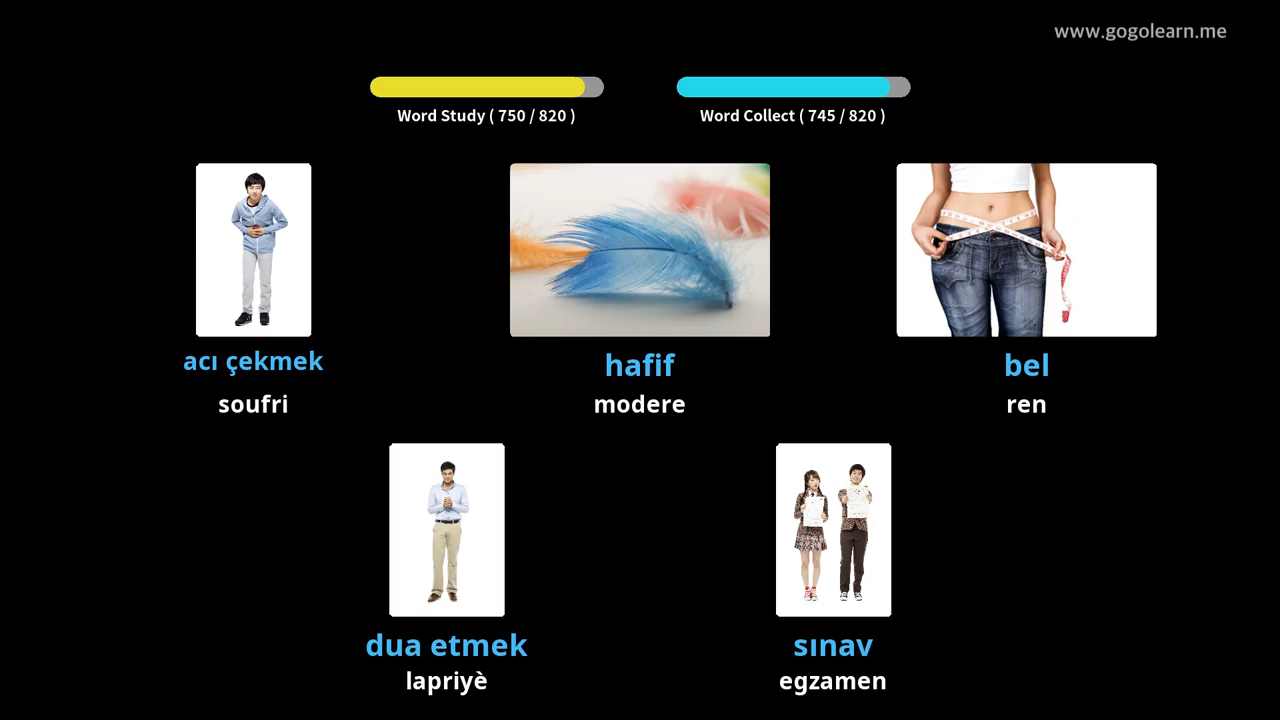 www.gogolearn.me
Word Study ( 750 / 820 )
Word Collect ( 745 / 820 )
acı çekmek
soufri
hafif
modere
bel
ren
dua etmek
lapriyè
sınav
egzamen